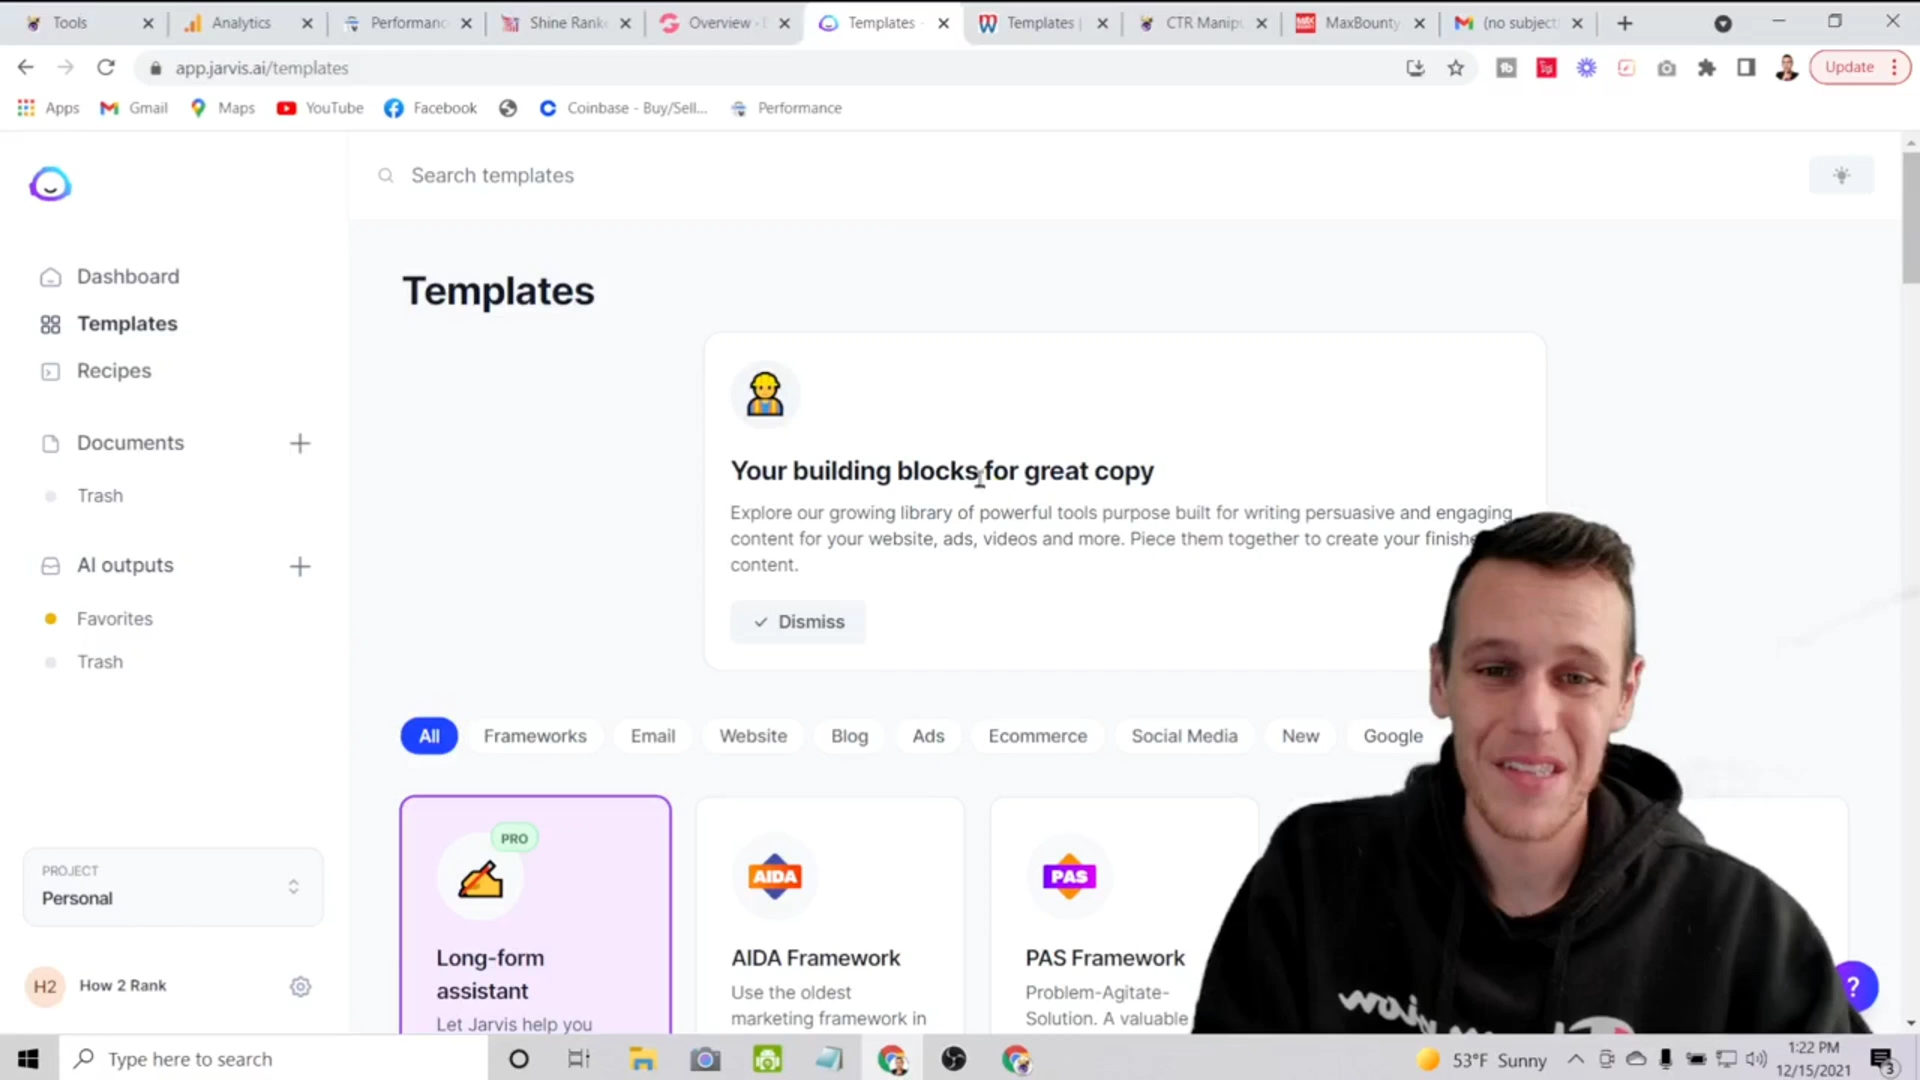 Tools
Analytics
Performanc
Shine Rank
Overview -
Templates -
Templates |
CTR Manip
MaxBounty
(no subject
app.jarvis.ai/templates
Update
Apps
Gmail
Maps
YouTube
Facebook
Coinbase - Buy/Sell...
Performance
Search templates
Dashboard
Templates
Recipes
Documents
Trash
AI outputs
Favorites
Trash
PROJECT
Personal
H2
How 2 Rank
Templates
Your building blocks for great copy
Explore our growing library of powerful tools purpose built for writing persuasive and engaging
content for your website, ads, videos and more. Piece them together to create your finishe
content.
Dismiss
All
Frameworks
Email
Website
Blog
Ads
Ecommerce
Social Media
New
Google
PRO
Long-form
assistant
Let Jarvis help you
AIDA
AIDA Framework
Use the oldest
marketing framework in
PAS
PAS Framework
Problem-Agitate-
Solution. A valuable
?
Type here to search
53°F Sunny
1:22 PM
12/15/2021
3